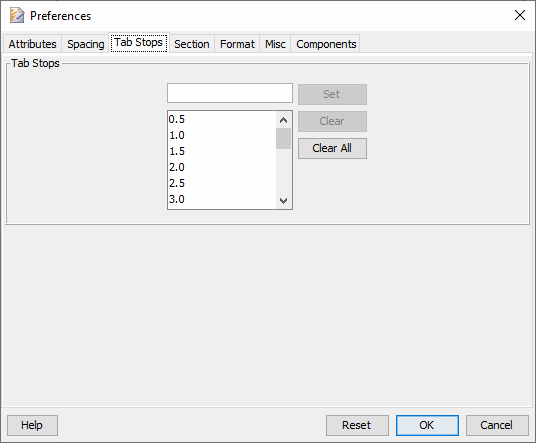 Preferences
Attributes Spacing Tab Stops Section Format Misc Components
Tab Stops
Set
0.5
Clear
1.0
1.5
Clear All
2.0
2.5
3.0
Help Reset OK Cancel